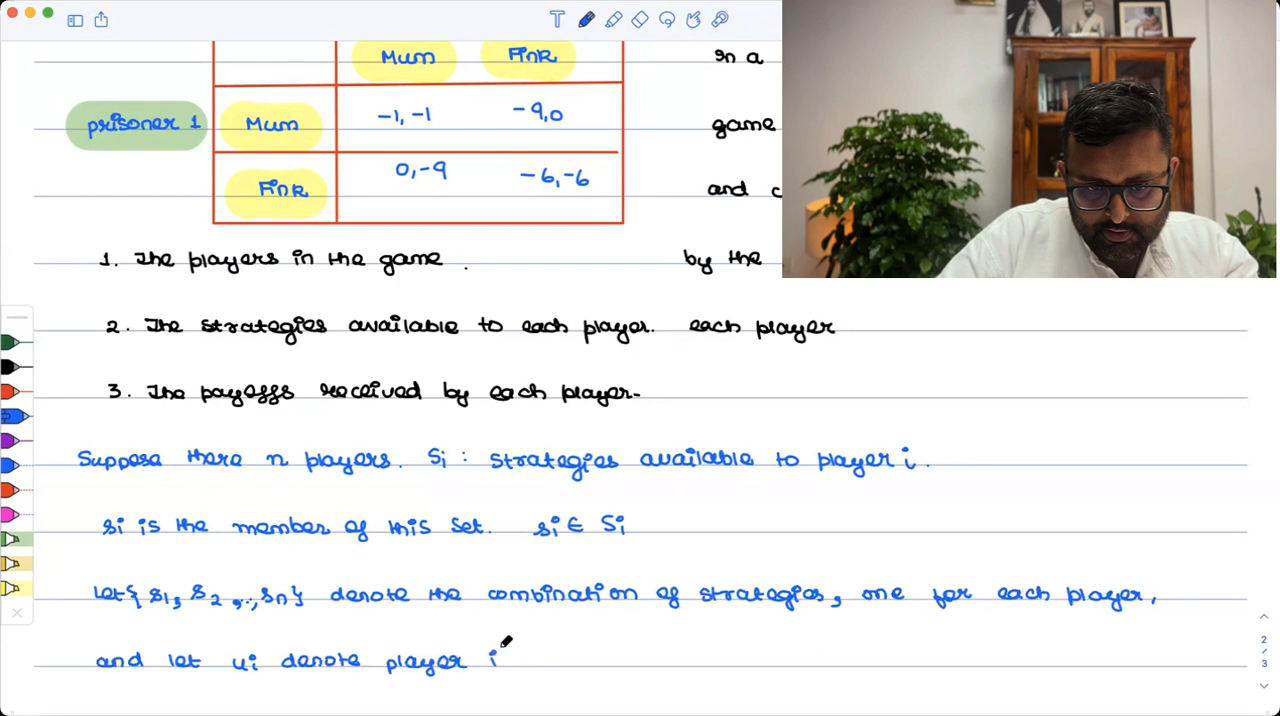 Mum Fink
In a
prisoner 1 Mum -1, -1 -9,0
game
Fink 0,-9 -6,-6
and c
1. The players in the game.
by the
2. The strategies available to each player. each player
3. The payoffs received by each player.
Suppose there n players. Si : strategies available to player i.
si is the member of this set. si ∈ Si
let {s1, s2, ..., sn} denote the combination of strategies, one for each player,
and let ui denote player i
2
/
3